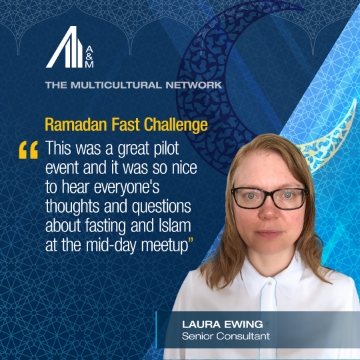 A&M
THE MULTICULTURAL NETWORK
Ramadan Fast Challenge
“This was a great pilot
event and it was so nice
to hear everyone's
thoughts and questions
about fasting and Islam
at the mid-day meetup”
LAURA EWING
Senior Consultant